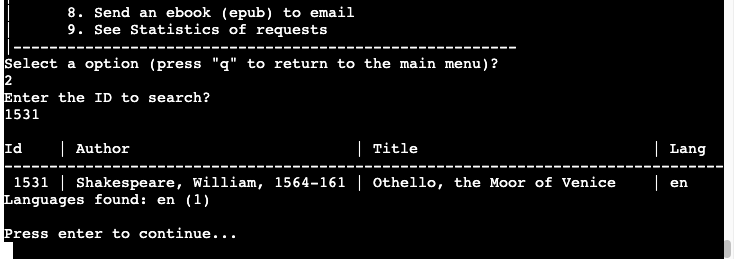 |      8. Send an ebook (epub) to email
|      9. See Statistics of requests
|--------------------------------------------------------
Select a option (press "q" to return to the main menu)?
2
Enter the ID to search?
1531
Id    | Author                         | Title                          | Lang
--------------------------------------------------------------------------------
 1531 | Shakespeare, William, 1564-161 | Othello, the Moor of Venice    | en
Languages found: en (1)
Press enter to continue...